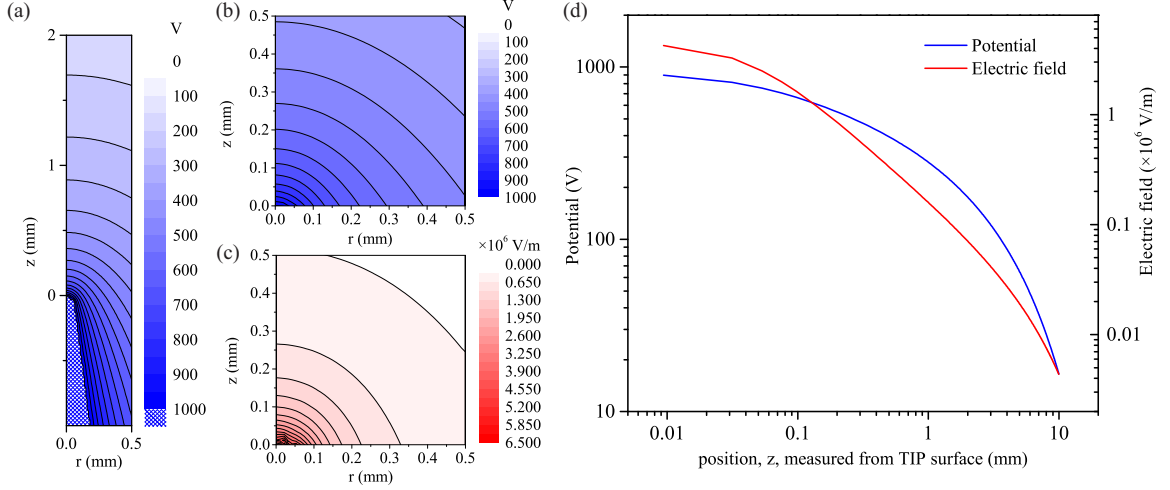 (a)
2
1
0
z (mm)
0.0
0.5
r (mm)
V
0
100
200
300
400
500
600
700
800
900
1000
(b)
0.5
0.4
0.3
0.2
0.1
0.0
z (mm)
0.0 0.1 0.2 0.3 0.4 0.5
r (mm)
V
0
100
200
300
400
500
600
700
800
900
1000
(c)
0.5
0.4
0.3
0.2
0.1
0.0
z (mm)
0.0 0.1 0.2 0.3 0.4 0.5
r (mm)
×10⁶ V/m
0.000
0.650
1.300
1.950
2.600
3.250
3.900
4.550
5.200
5.850
6.500
(d)
Potential
Electric field
1000
100
10
Potential (V)
0.01 0.1 1 10
position, z, measured from TIP surface (mm)
1
0.1
0.01
Electric field (×10⁶ V/m)